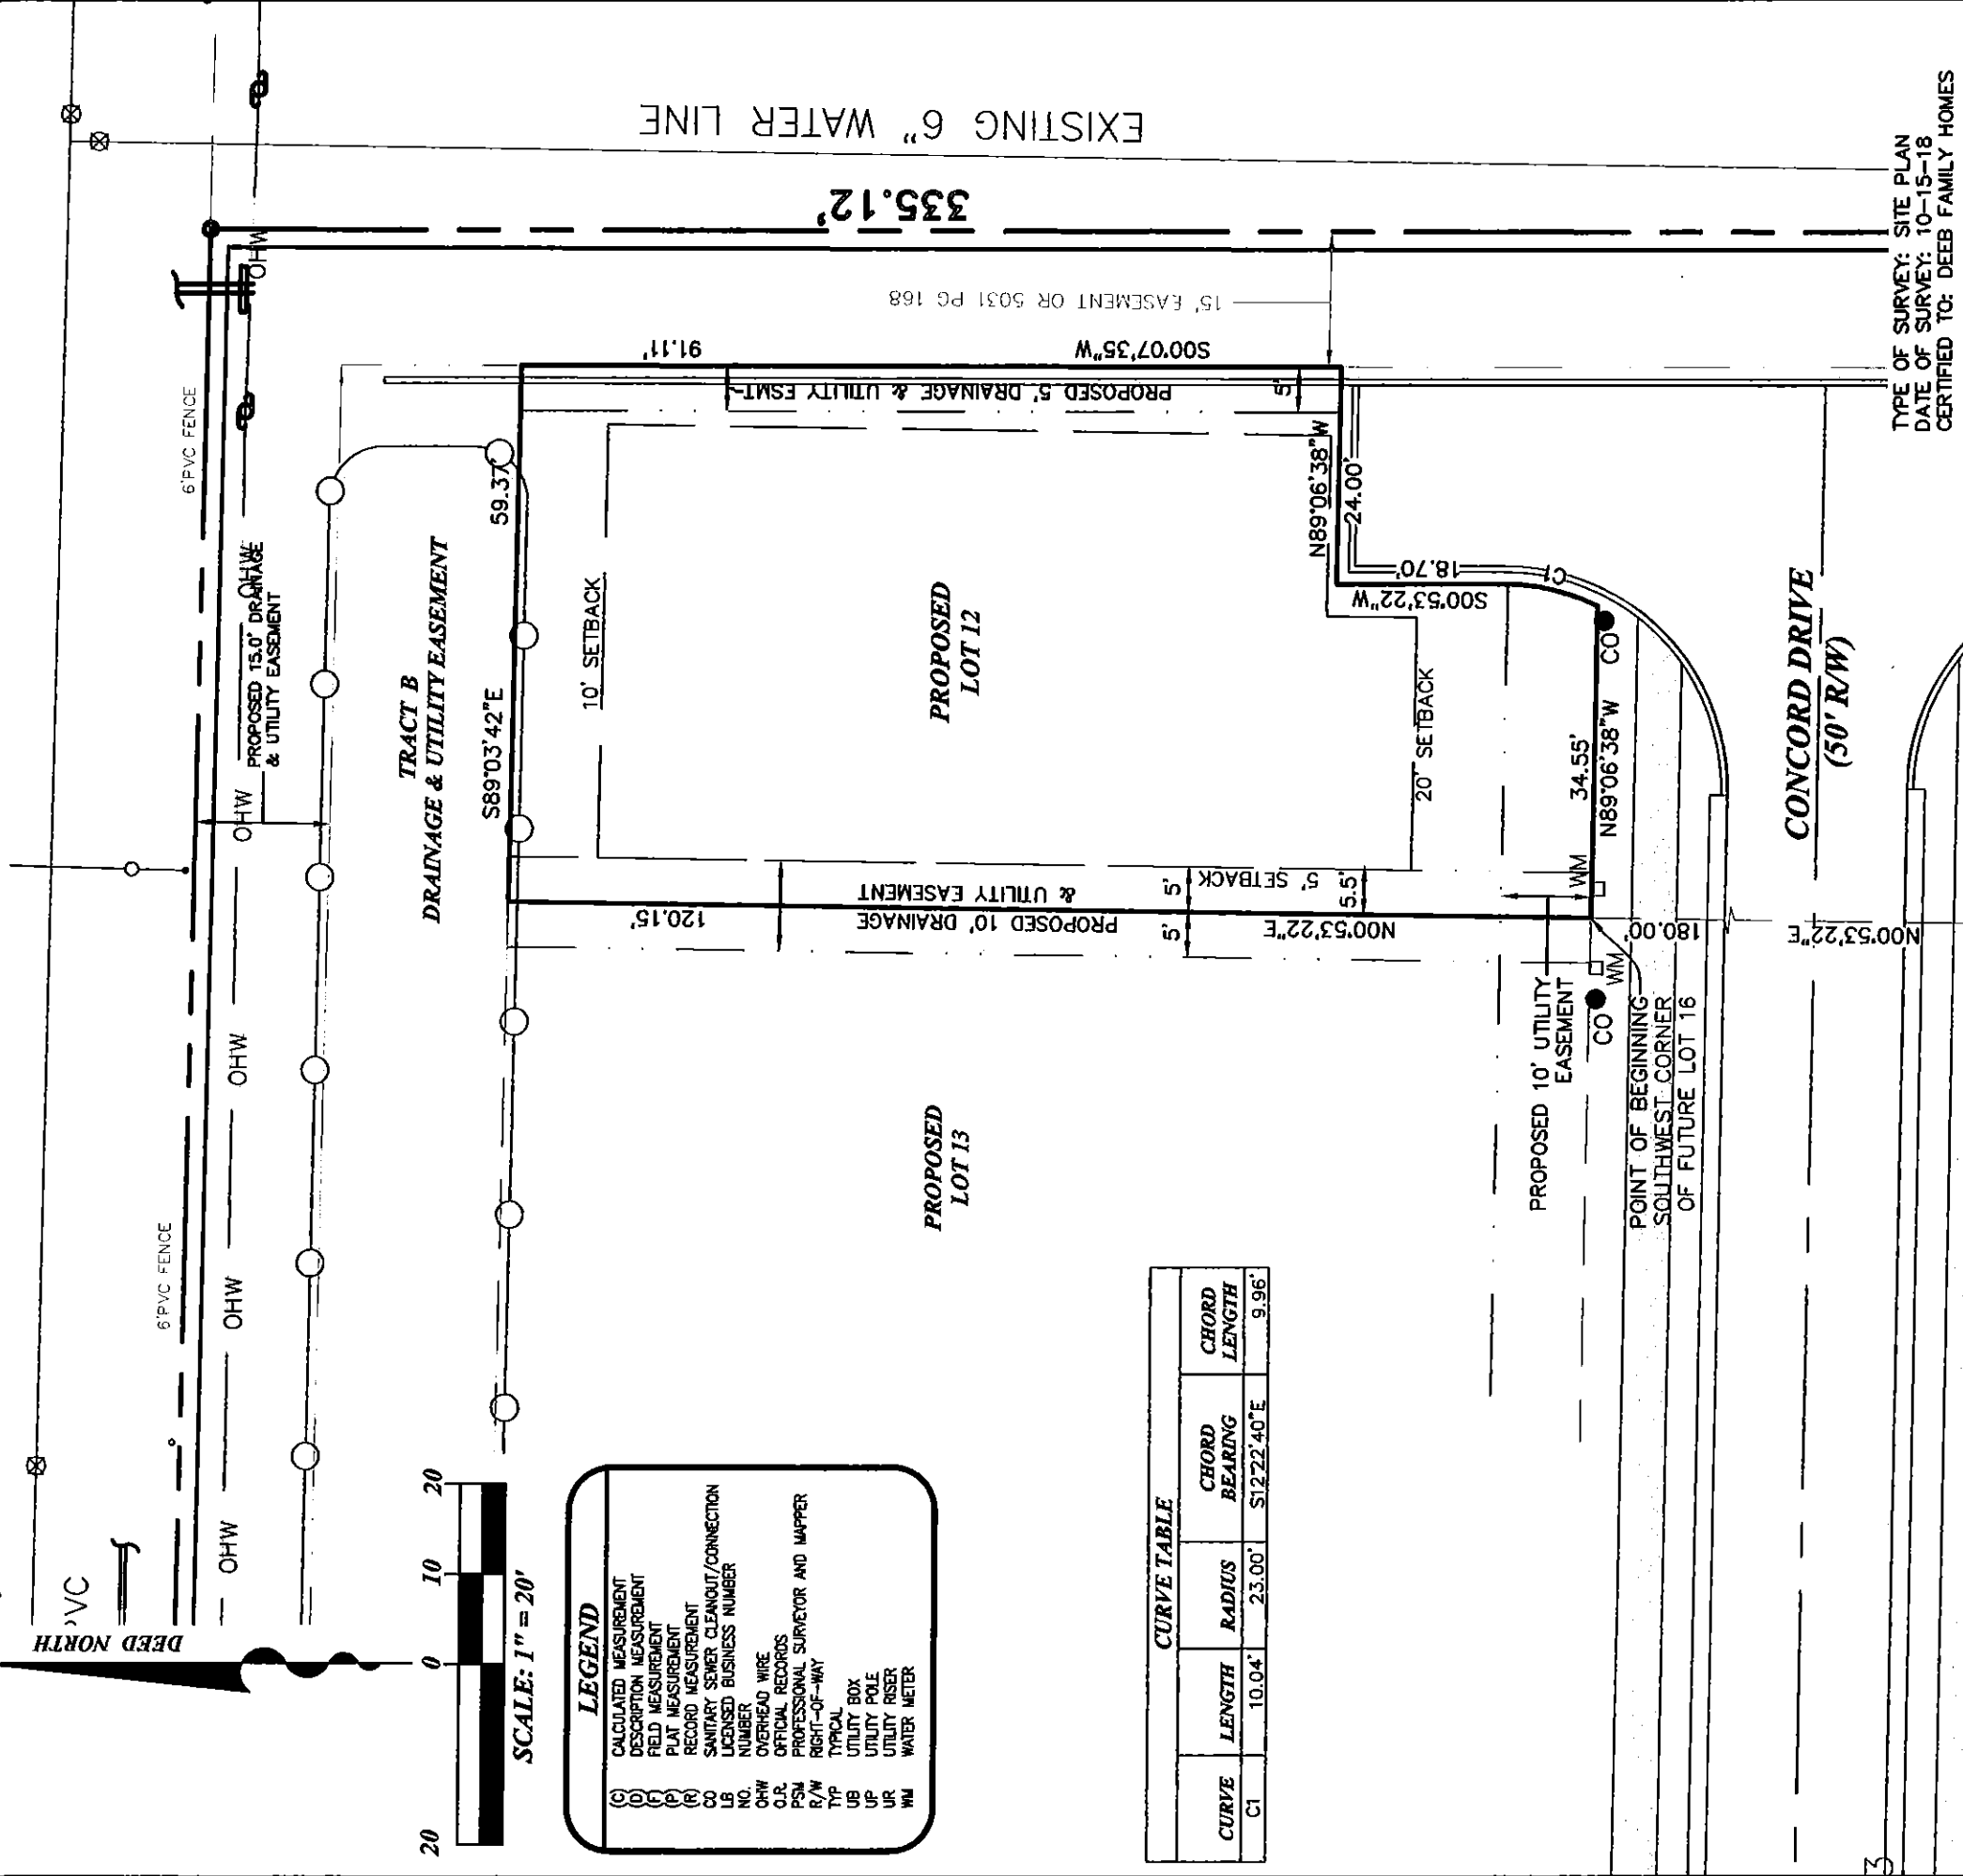 EXISTING 6" WATER LINE
335.12'
15' EASEMENT OR 5031 PG 168
6'PVC FENCE
6'PVC FENCE
OHW
OHW
OHW
OHW
OHW
OHW
PROPOSED 15.0' DRAINAGE
& UTILITY EASEMENT
TRACT B
DRAINAGE & UTILITY EASEMENT
S89°03'42"E
59.37'
91.11'
S00°07'35"W
PROPOSED 5' DRAINAGE & UTILITY ESMT
5'
10' SETBACK
PROPOSED
LOT 12
N89°06'38"W
24.00'
18.70'
S00°53'22"W
C1
20' SETBACK
CO
34.55'
N89°06'38"W
WM
120.15'
PROPOSED 10' DRAINAGE
& UTILITY EASEMENT
5'
5'
5' SETBACK
5.5'
N00°53'22"E
180.00'
N00°53'22"E
WM
CO
PROPOSED 10' UTILITY
EASEMENT
POINT OF BEGINNING
SOUTHWEST CORNER
OF FUTURE LOT 16
PROPOSED
LOT 13
CONCORD DRIVE
(50' R/W)
TYPE OF SURVEY: SITE PLAN
DATE OF SURVEY: 10-15-18
CERTIFIED TO: DEEB FAMILY HOMES
PVC
DEED NORTH
20 0 10 20
SCALE: 1" = 20'
LEGEND
(C) CALCULATED MEASUREMENT
(D) DESCRIPTION MEASUREMENT
(F) FIELD MEASUREMENT
(P) PLAT MEASUREMENT
(R) RECORD MEASUREMENT
CO SANITARY SEWER CLEANOUT/CONNECTION
LB LICENSED BUSINESS NUMBER
NO. NUMBER
OHW OVERHEAD WIRE
O.R. OFFICIAL RECORDS
PSM PROFESSIONAL SURVEYOR AND MAPPER
R/W RIGHT-OF-WAY
TYP TYPICAL
UB UTILITY BOX
UP UTILITY POLE
UR UTILITY RISER
WM WATER METER
CURVE TABLE
CURVE LENGTH RADIUS CHORD BEARING CHORD LENGTH
C1 10.04' 23.00' S12°22'40"E 9.96'